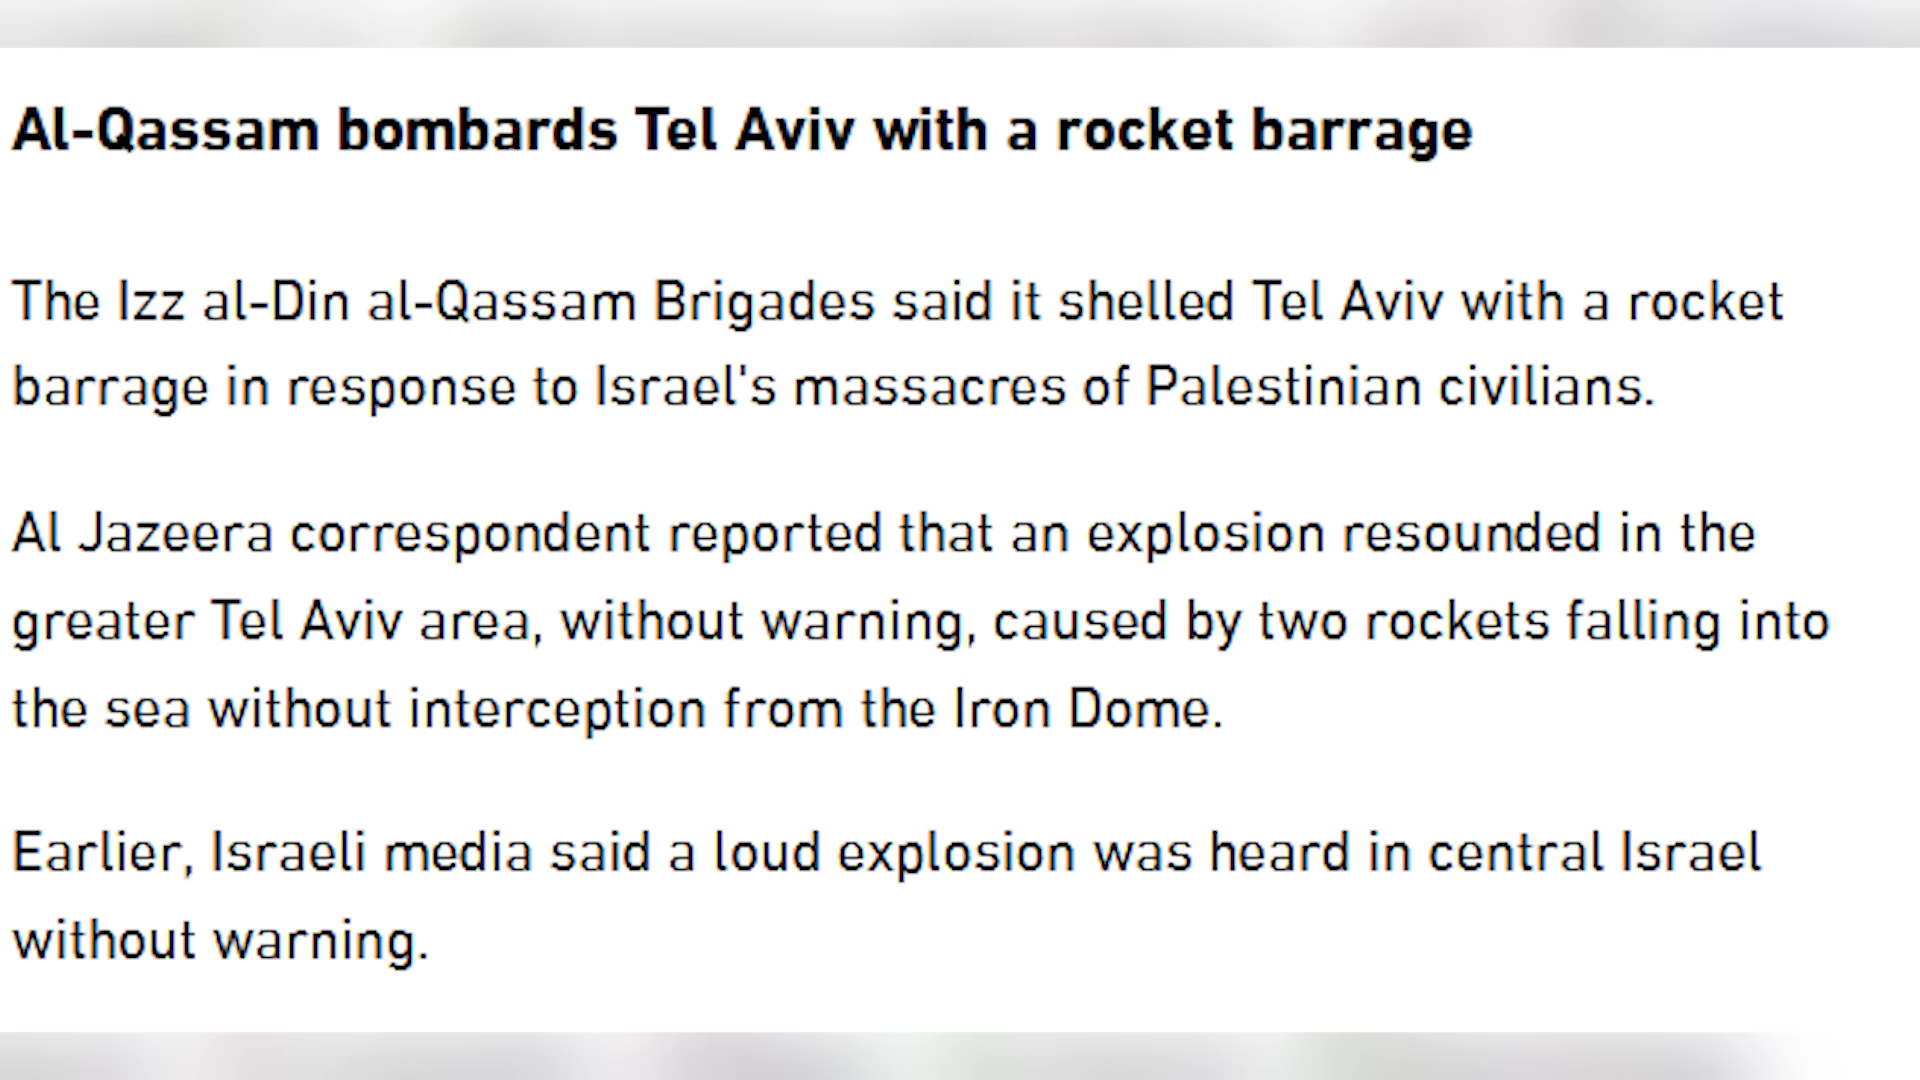 Al-Qassam bombards Tel Aviv with a rocket barrage
The Izz al-Din al-Qassam Brigades said it shelled Tel Aviv with a rocket
barrage in response to Israel's massacres of Palestinian civilians.
Al Jazeera correspondent reported that an explosion resounded in the
greater Tel Aviv area, without warning, caused by two rockets falling into
the sea without interception from the Iron Dome.
Earlier, Israeli media said a loud explosion was heard in central Israel
without warning.